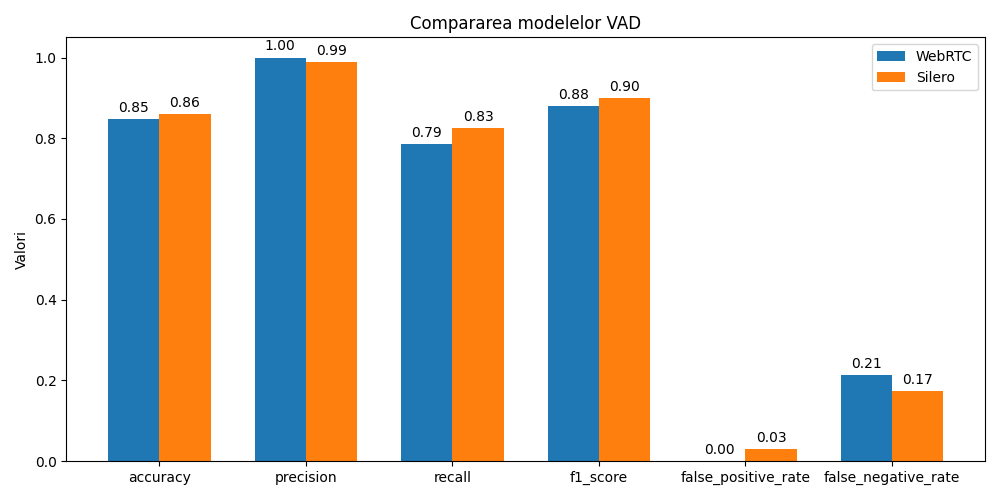 Compararea modelelor VAD
WebRTC
Silero
Valori
1.0
0.8
0.6
0.4
0.2
0.0
0.85
0.86
1.00
0.99
0.79
0.83
0.88
0.90
0.00
0.03
0.21
0.17
accuracy
precision
recall
f1_score
false_positive_rate
false_negative_rate